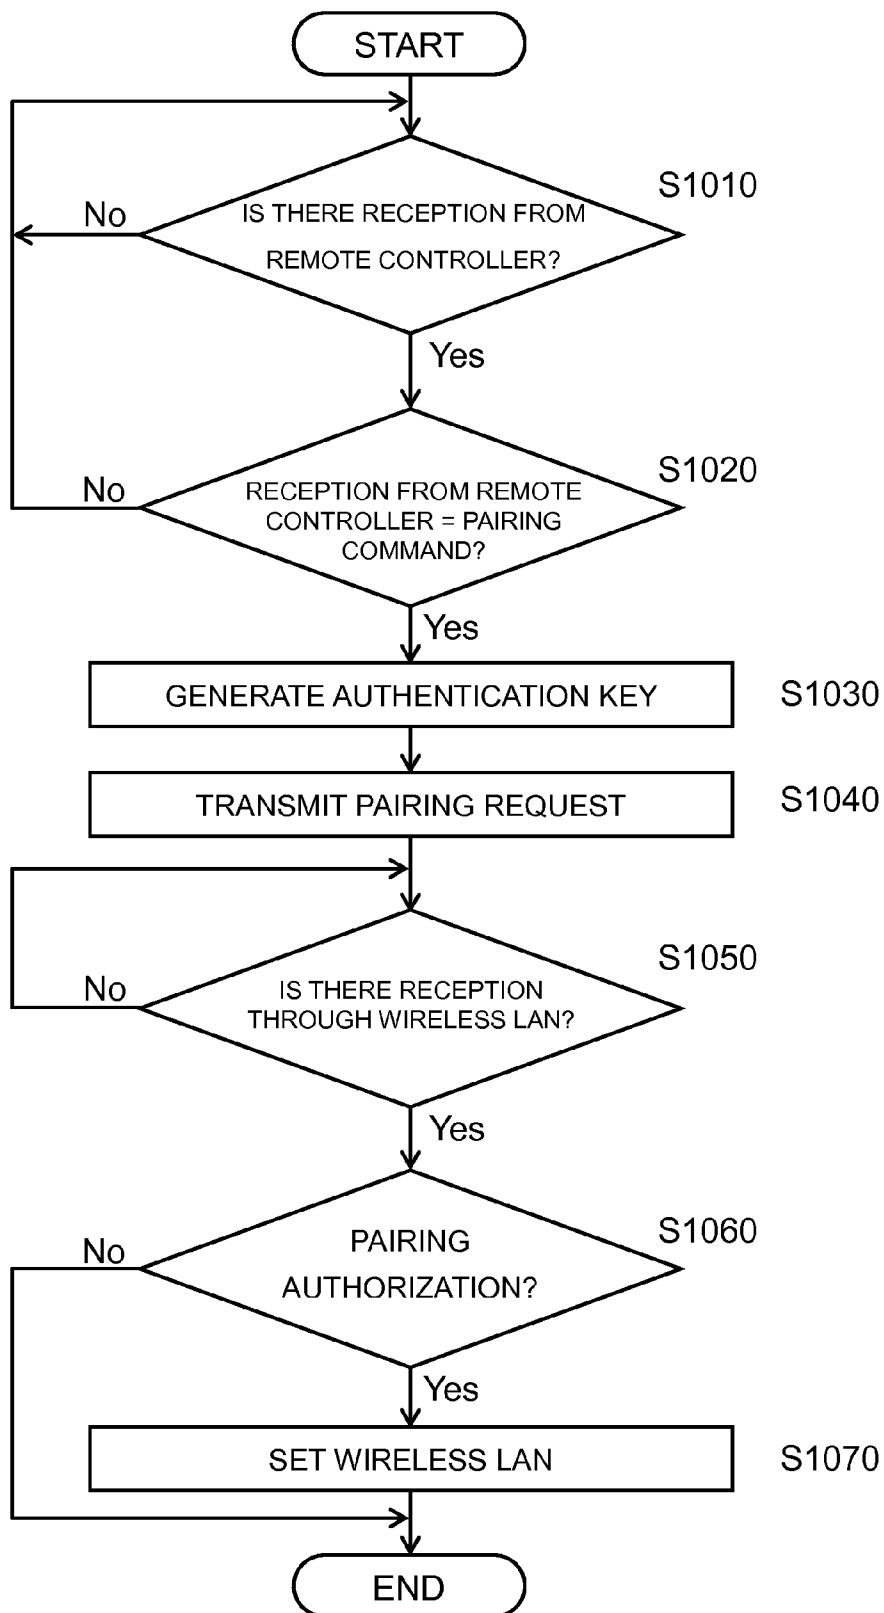 START
S1010
No
IS THERE RECEPTION FROM
REMOTE CONTROLLER?
Yes
S1020
No
RECEPTION FROM REMOTE
CONTROLLER = PAIRING
COMMAND?
Yes
GENERATE AUTHENTICATION KEY
S1030
TRANSMIT PAIRING REQUEST
S1040
S1050
No
IS THERE RECEPTION
THROUGH WIRELESS LAN?
Yes
S1060
No
PAIRING
AUTHORIZATION?
Yes
SET WIRELESS LAN
S1070
END